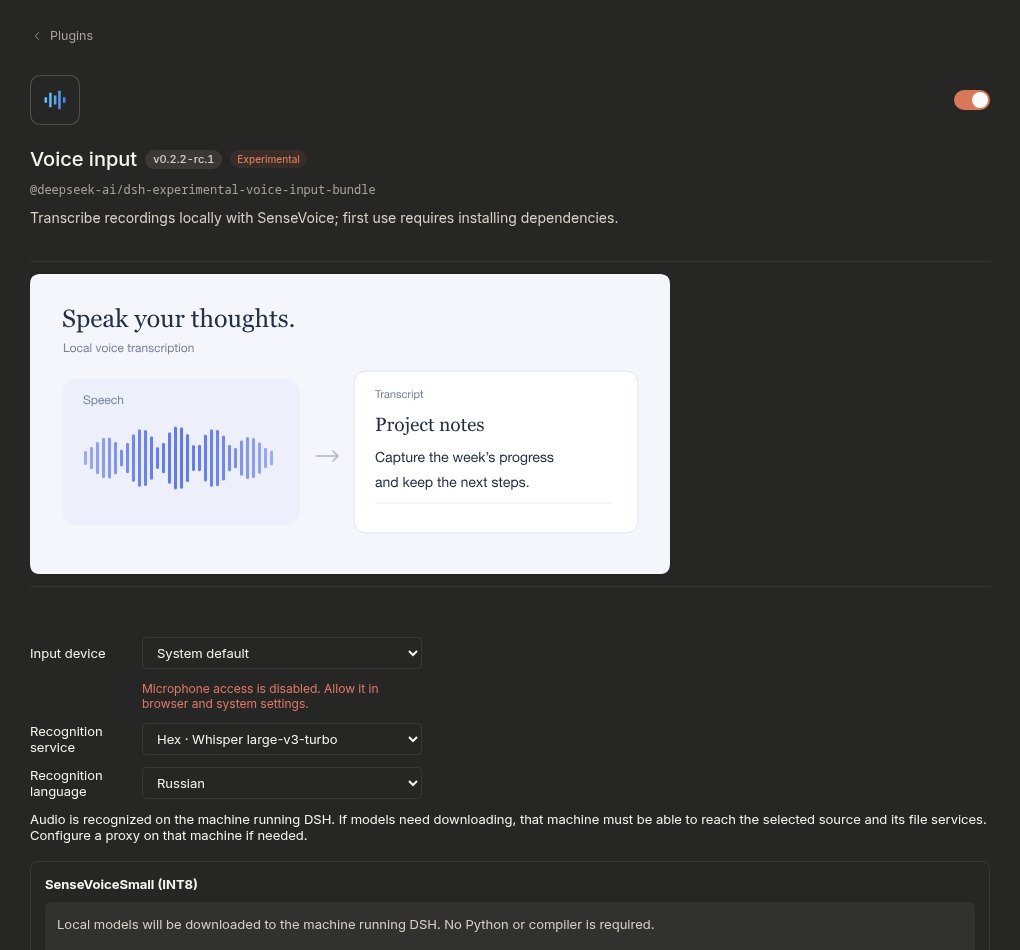 Plugins
Voice input v0.2.2-rc.1 Experimental
@deepseek-ai/dsh-experimental-voice-input-bundle
Transcribe recordings locally with SenseVoice; first use requires installing dependencies.
Speak your thoughts.
Local voice transcription
Speech
Transcript
Project notes
Capture the week's progress
and keep the next steps.
Input device System default
Microphone access is disabled. Allow it in
browser and system settings.
Recognition
service
Hex · Whisper large-v3-turbo
Recognition
language
Russian
Audio is recognized on the machine running DSH. If models need downloading, that machine must be able to reach the selected source and its file services.
Configure a proxy on that machine if needed.
SenseVoiceSmall (INT8)
Local models will be downloaded to the machine running DSH. No Python or compiler is required.